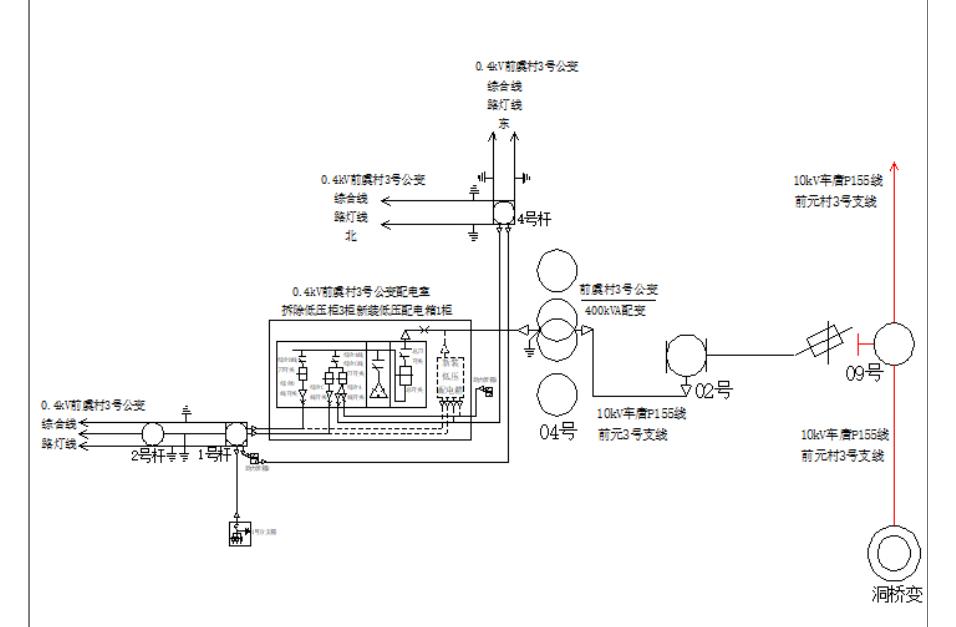 0.4kV前虞村3号公变
综合线
路灯线
东
0.4kV前虞村3号公变
综合线
路灯线
北
4号杆
10kV车唐P155线
前元村3号支线
0.4kV前虞村3号公变配电室
拆除低压柜3柜新装低压配电箱1柜
前虞村3号公变
400kVA配变
新装
低压
配电箱
02号
09号
0.4kV前虞村3号公变
综合线
路灯线
2号杆
1号杆
04号
10kV车唐P155线
前元3号支线
10kV车唐P155线
前元村3号支线
洞桥变